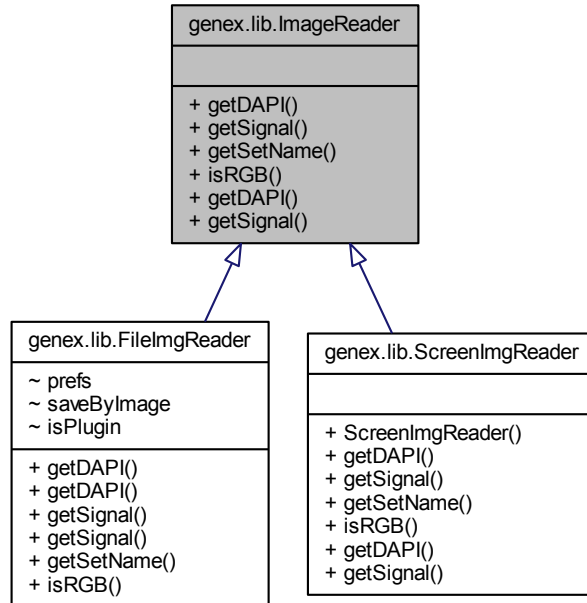 genex.lib.ImageReader
+ getDAPI()
+ getSignal()
+ getSetName()
+ isRGB()
+ getDAPI()
+ getSignal()
genex.lib.FileImgReader
~ prefs
~ saveByImage
~ isPlugin
+ getDAPI()
+ getDAPI()
+ getSignal()
+ getSignal()
+ getSetName()
+ isRGB()
genex.lib.ScreenImgReader
+ ScreenImgReader()
+ getDAPI()
+ getSignal()
+ getSetName()
+ isRGB()
+ getDAPI()
+ getSignal()